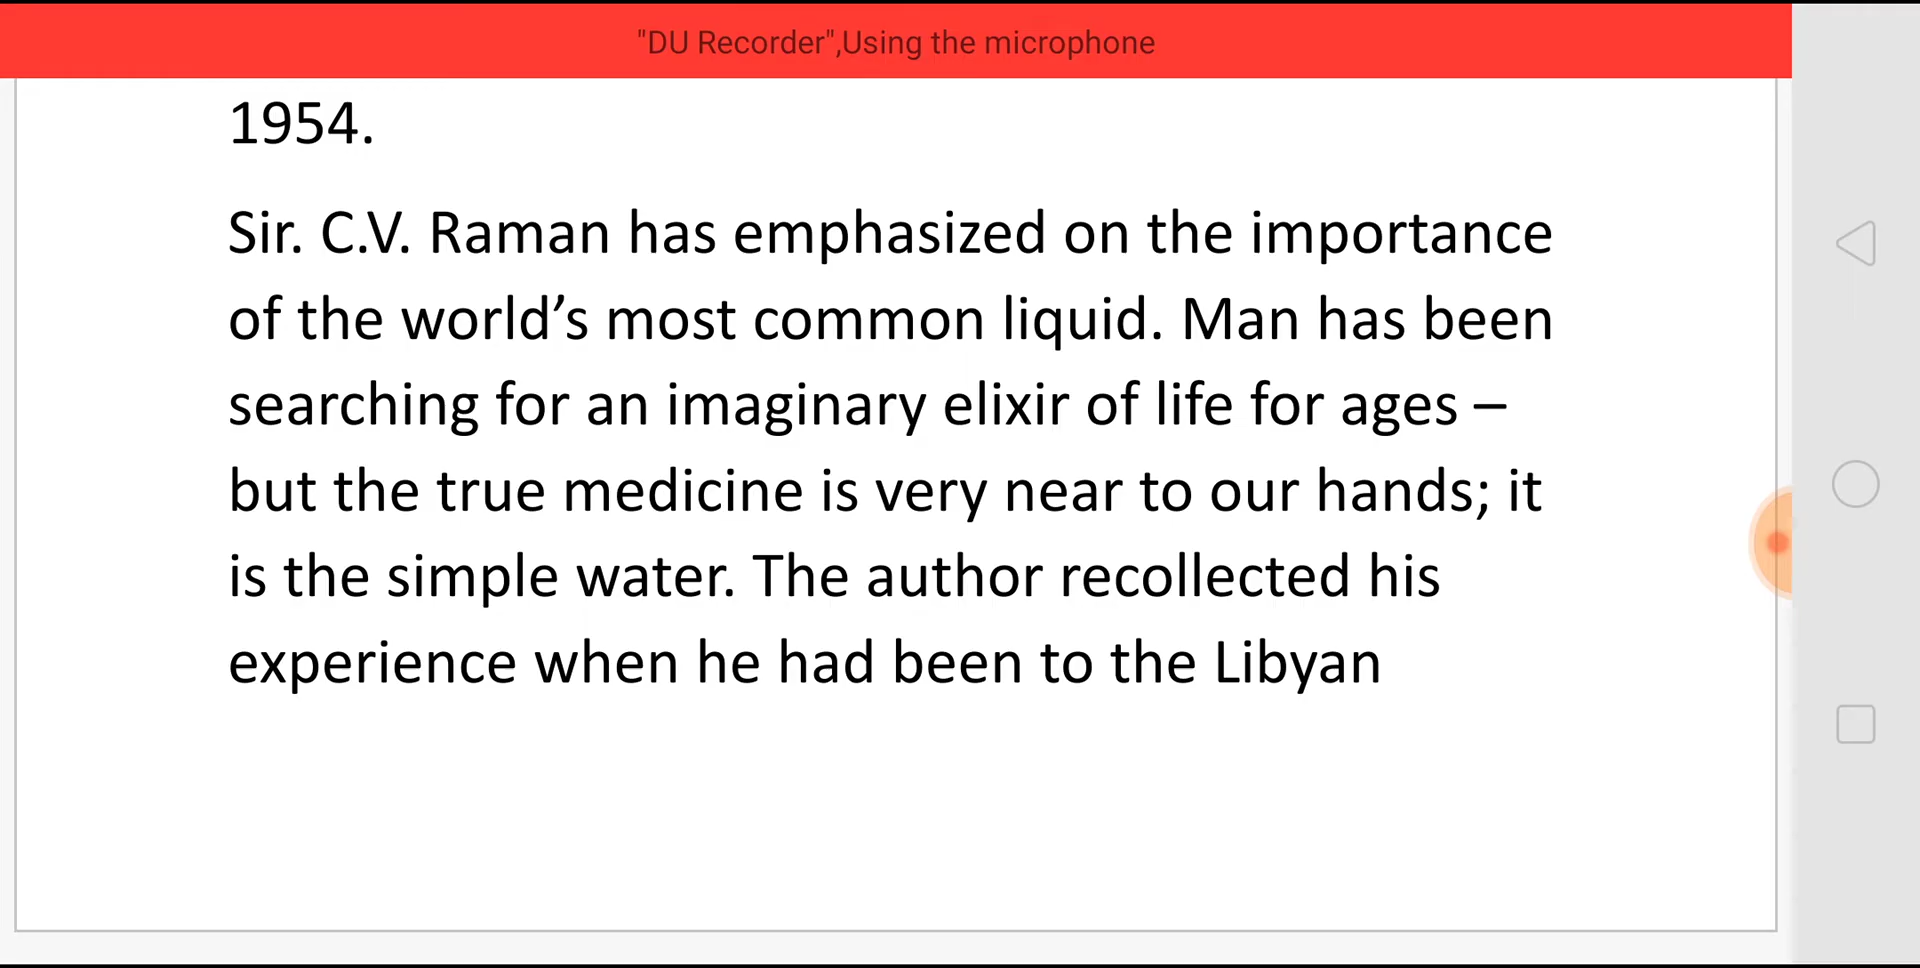 "DU Recorder",Using the microphone
1954.
Sir. C.V. Raman has emphasized on the importance
of the world’s most common liquid. Man has been
searching for an imaginary elixir of life for ages –
but the true medicine is very near to our hands; it
is the simple water. The author recollected his
experience when he had been to the Libyan